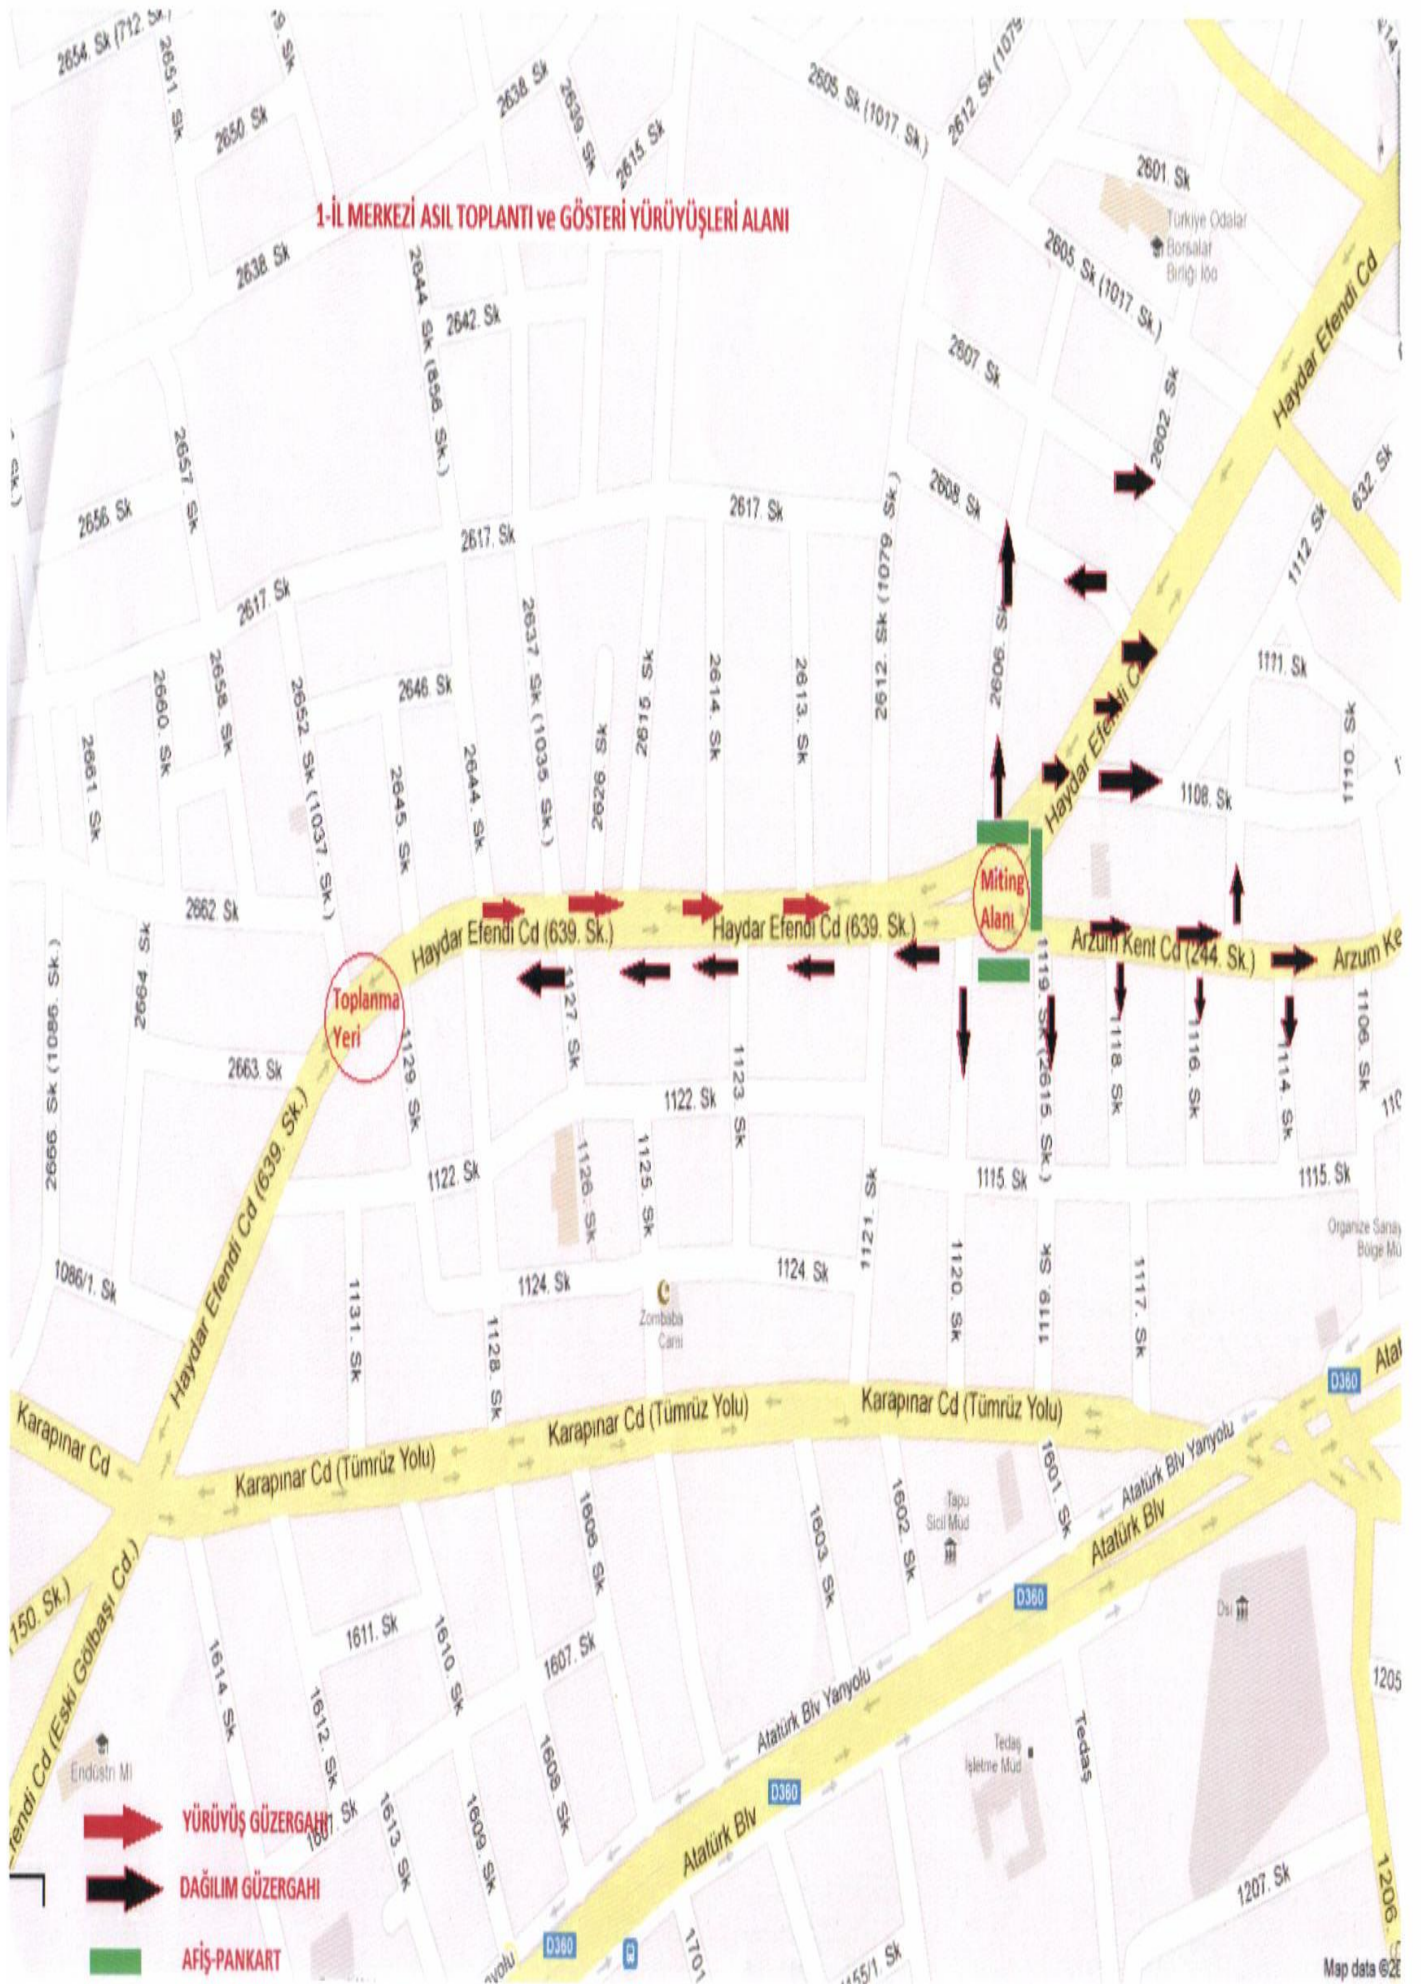 2654. Sk (712. Sk.)
2651. Sk
2650. Sk
2638. Sk
2639. Sk
2615. Sk
2605. Sk (1017. Sk.)
2612. Sk (1079.
2601. Sk
Türkiye Odalar
Borsalar
Birliği İöo
1-İL MERKEZİ ASIL TOPLANTI ve GÖSTERİ YÜRÜYÜŞLERİ ALANI
2638. Sk
2644. Sk (856. Sk.)
2642. Sk
2605. Sk (1017. Sk.)
Haydar Efendi Cd
2607. Sk
2602. Sk
2657. Sk
2656. Sk
2617. Sk
2617. Sk
2617. Sk
2612. Sk (1079. Sk.)
2608. Sk
632. Sk
1112. Sk
2637. Sk (1035. Sk.)
2606. Sk
2660. Sk
2658. Sk
2652. Sk (1037. Sk.)
2646. Sk
2615. Sk
2614. Sk
2613. Sk
1111. Sk
1110. Sk
2661. Sk
2645. Sk
2644. Sk
2626. Sk
Haydar Efendi Cd
1108. Sk
2662. Sk
Haydar Efendi Cd (639. Sk.)
Haydar Efendi Cd (639. Sk.)
Miting
Alanı
Arzum Kent Cd (244. Sk.)
Arzum Ke
2666. Sk (1086. Sk.)
2664. Sk
Toplanma
Yeri
1127. Sk
1119. Sk (2615. Sk.)
1118. Sk
1116. Sk
1114. Sk
1106. Sk
2663. Sk
1129. Sk
1122. Sk
1123. Sk
110
Haydar Efendi Cd (639. Sk.)
1122. Sk
1126. Sk
1125. Sk
1121. Sk
1115. Sk
1115. Sk
Organize Sanay
Bölge Mü
1086/1. Sk
1131. Sk
1124. Sk
1124. Sk
1120. Sk
1119. Sk
1117. Sk
Zombaba
Camii
1128. Sk
D360
Atat
Karapınar Cd
Karapınar Cd (Tümrüz Yolu)
Karapınar Cd (Tümrüz Yolu)
Karapınar Cd (Tümrüz Yolu)
Atatürk Blv Yanyolu
1606. Sk
1603. Sk
1602. Sk
Tapu
Sicil Müd
1601. Sk
Atatürk Blv
150. Sk.)
fendi Cd (Eski Gölbaşı Cd.)
1614. Sk
1611. Sk
1610. Sk
1607. Sk
D360
Dsi
1612. Sk
Atatürk Blv Yanyolu
Tedaş
İşletme Müd
Tedaş
1205
Endüstri Ml
1608. Sk
D360
YÜRÜYÜŞ GÜZERGAHI
1607. Sk
1613. Sk
1609. Sk
Atatürk Blv
DAĞILIM GÜZERGAHI
1207. Sk
1206. S
AFİŞ-PANKART
nyolu
D360
1701
155/1. Sk
Map data ©2